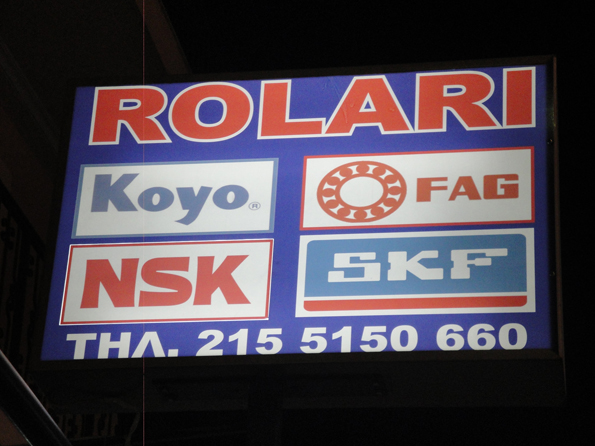 ROLARI
Koyo ®
FAG
NSK
SKF
ΤΗΛ. 215 5150 660